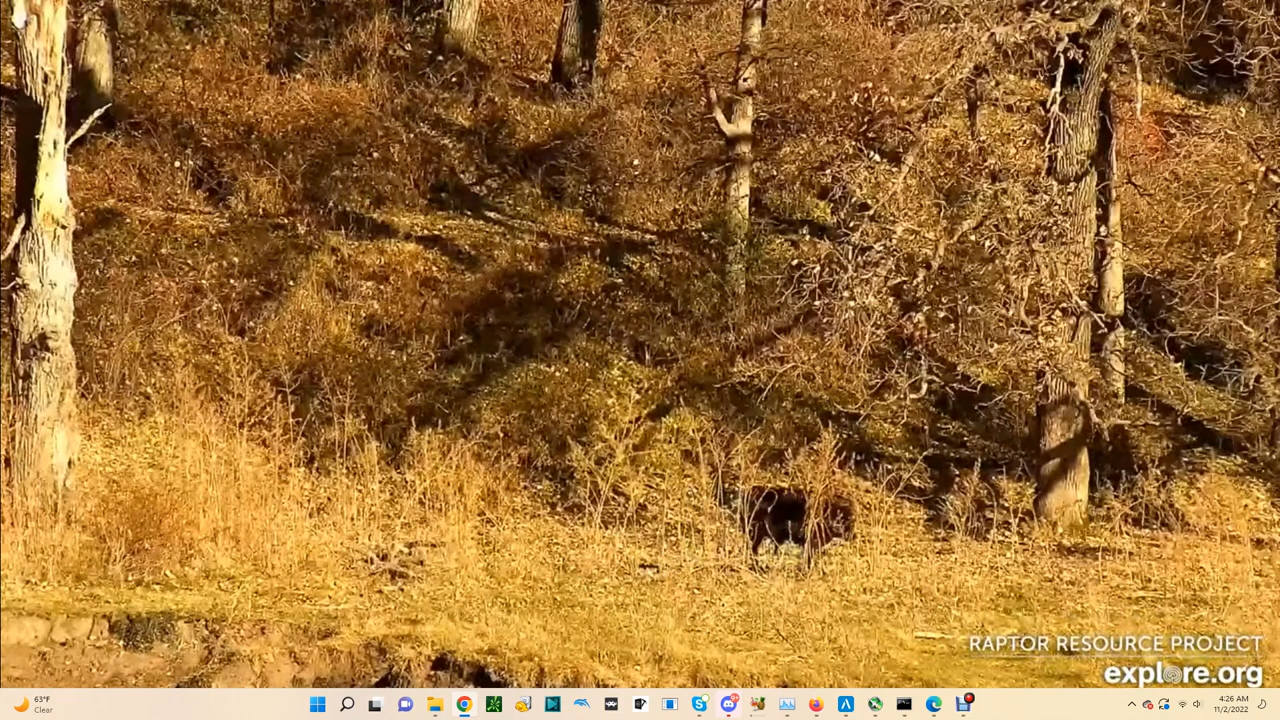 RAPTOR RESOURCE PROJECT
explore.org
63°F
Clear
4:26 AM
11/2/2022